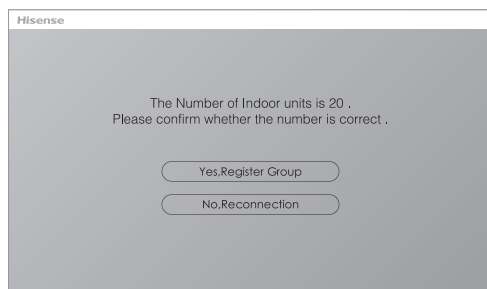 Hisense
The Number of Indoor units is 20 .
Please confirm whether the number is correct .
Yes,Register Group
No,Reconnection